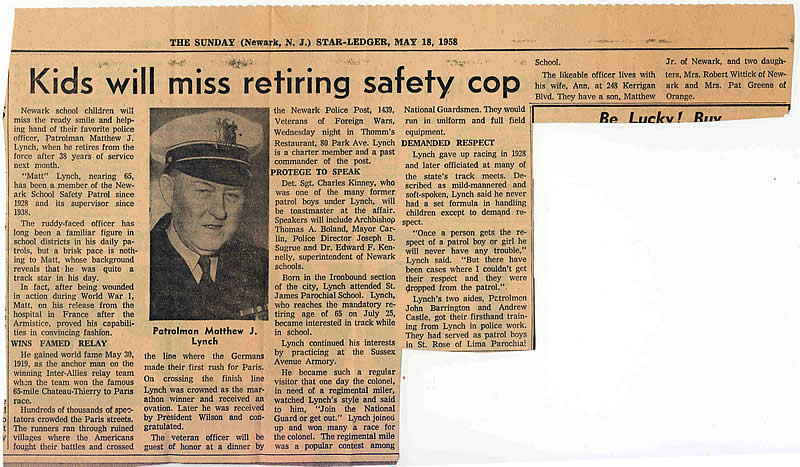 THE SUNDAY (Newark, N. J.) STAR-LEDGER, MAY 18, 1958
Kids will miss retiring safety cop
Newark school children will
miss the ready smile and help-
ing hand of their favorite police
officer, Patrolman Matthew J.
Lynch, when he retires from the
force after 38 years of service
next month.
"Matt" Lynch, nearing 65,
has been a member of the New-
ark School Safety Patrol since
1928 and its supervisor since
1938.
The ruddy-faced officer has
long been a familiar figure in
school districts in his daily pa-
trols, but a brisk pace is noth-
ing to Matt, whose background
reveals that he was quite a
track star in his day.
In fact, after being wounded
in action during World War I,
Matt, on his release from the
hospital in France after the
Armistice, proved his capabili-
ties in convincing fashion.
WINS FAMED RELAY
He gained world fame May 30,
1919, as the anchor man on the
winning Inter-Allies relay team
when the team won the famous
65-mile Chateau-Thierry to Paris
race.
Hundreds of thousands of spec-
tators crowded the Paris streets.
The runners ran through ruined
villages where the Americans
fought their battles and crossed
Patrolman Matthew J.
Lynch
the line where the Germans
made their first rush for Paris.
On crossing the finish line
Lynch was crowned as the mar-
athon winner and received an
ovation. Later he was received
by President Wilson and con-
gratulated.
The veteran officer will be
guest of honor at a dinner by
the Newark Police Post, 1439,
Veterans of Foreign Wars,
Wednesday night in Thomm's
Restaurant, 80 Park Ave. Lynch
is a charter member and a past
commander of the post.
PROTEGE TO SPEAK
Det. Sgt. Charles Kinney, who
was one of the many former
patrol boys under Lynch, will
be toastmaster at the affair.
Speakers will include Archbishop
Thomas A. Boland, Mayor Car-
lin, Police Director Joseph B.
Sugrue and Dr. Edward F. Ken-
nelly, superintendent of Newark
schools.
Born in the Ironbound section
of the city, Lynch attended St.
James Parochial School. Lynch,
who reaches the mandatory re-
tiring age of 65 on July 25,
became interested in track while
in school.
Lynch continued his interests
by practicing at the Sussex
Avenue Armory.
He became such a regular
visitor that one day the colonel,
in need of a regimental miler,
watched Lynch's style and said
to him, "Join the National
Guard or get out." Lynch joined
up and won many a race for
the colonel. The regimental mile
was a popular contest among
National Guardsmen. They would
run in uniform and full field
equipment.
DEMANDED RESPECT
Lynch gave up racing in 1928
and later officiated at many of
the state's track meets. De-
scribed as mild-mannered and
soft-spoken, Lynch said he never
had a set formula in handling
children except to demand re-
spect.
"Once a person gets the re-
spect of a patrol boy or girl he
will never have any trouble,"
Lynch said. "But there have
been cases where I couldn't get
their respect and they were
dropped from the patrol."
Lynch's two aides, Patrolmen
John Barrington and Andrew
Castle, got their firsthand train-
ing from Lynch in police work.
They had served as patrol boys
in St. Rose of Lima Parochial
School.
The likeable officer lives with
his wife, Ann, at 248 Kerrigan
Blvd. They have a son, Matthew
Jr. of Newark, and two daugh-
ters, Mrs. Robert Wittick of New-
ark and Mrs. Pat Greene of
Orange.
Be Lucky! Buy